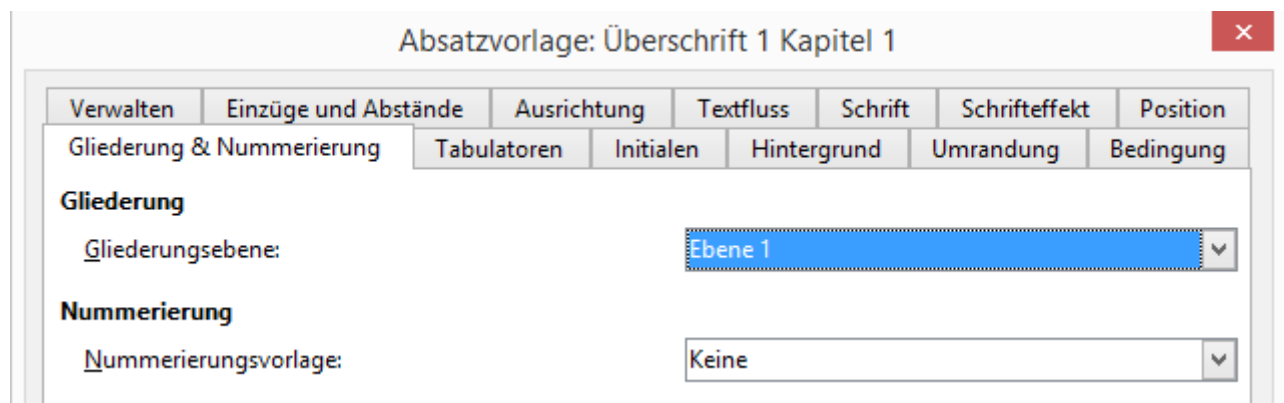 Absatzvorlage: Überschrift 1 Kapitel 1
Verwalten Einzüge und Abstände Ausrichtung Textfluss Schrift Schrifteffekt Position
Gliederung & Nummerierung Tabulatoren Initialen Hintergrund Umrandung Bedingung
Gliederung
Gliederungsebene: Ebene 1
Nummerierung
Nummerierungsvorlage: Keine